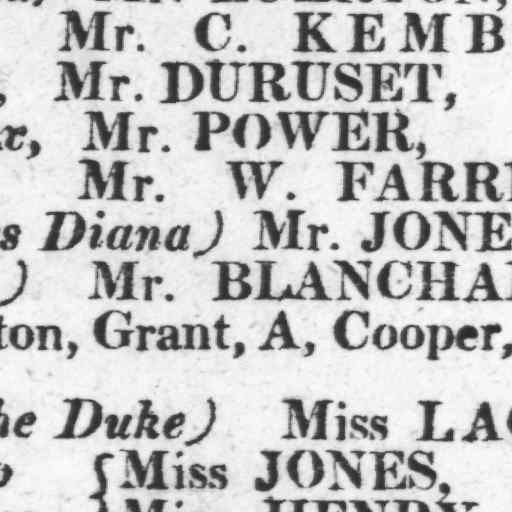 Mr. C. KEMB
, Mr. DURUSET,
x, Mr. POWER,
Mr. W. FARR
s Diana) Mr. JONE
) Mr. BLANCHA
ton, Grant, A, Cooper,
he Duke) Miss LA
o { Miss JONES,